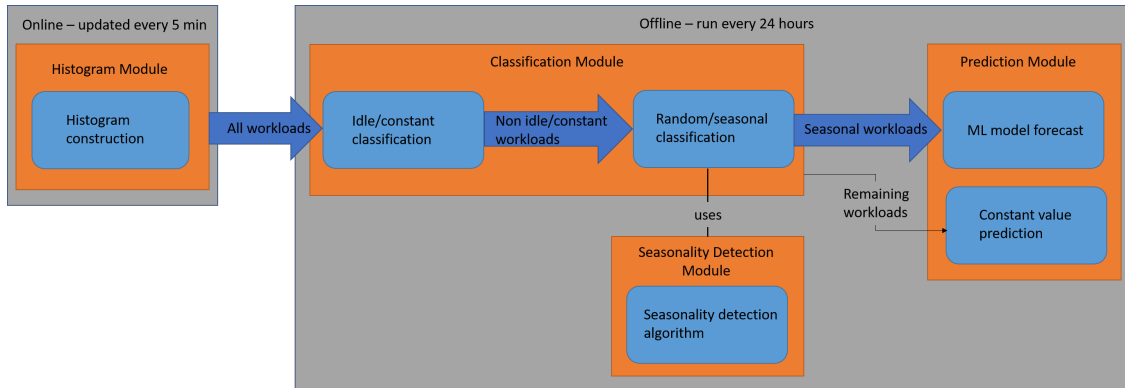 Online – updated every 5 min
Histogram Module
Histogram
construction
All workloads
Offline – run every 24 hours
Classification Module
Idle/constant
classification
Non idle/constant
workloads
Random/seasonal
classification
Seasonal workloads
uses
Seasonality Detection
Module
Seasonality detection
algorithm
Remaining
workloads
Prediction Module
ML model forecast
Constant value
prediction